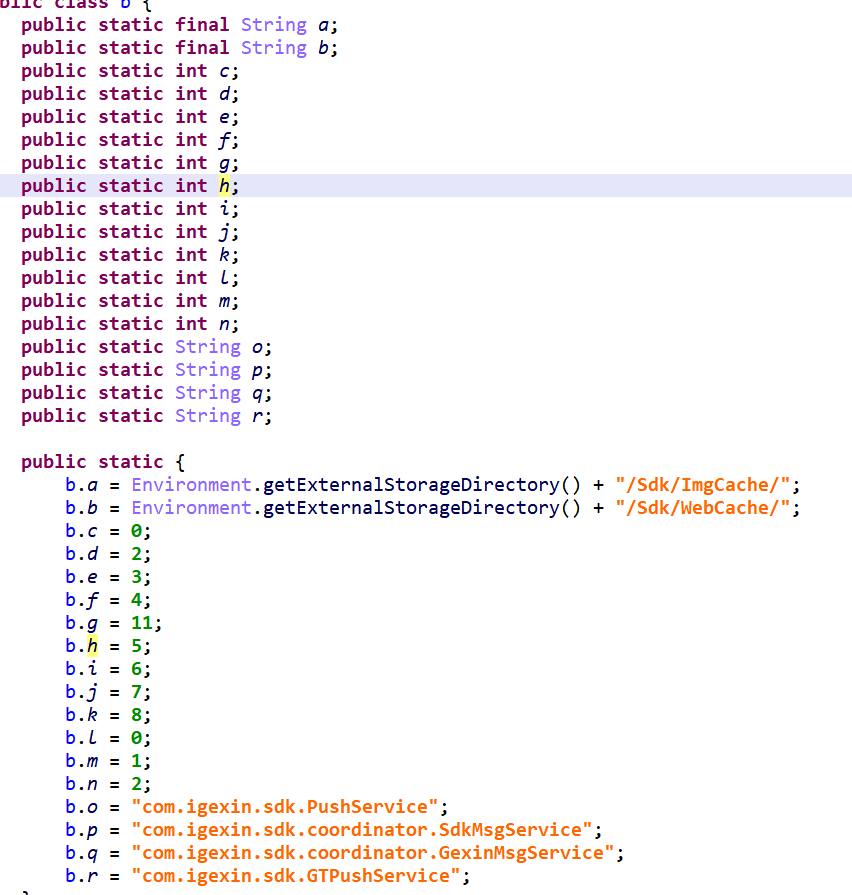 public class b {
public static final String a;
public static final String b;
public static int c;
public static int d;
public static int e;
public static int f;
public static int g;
public static int h;
public static int i;
public static int j;
public static int k;
public static int l;
public static int m;
public static int n;
public static String o;
public static String p;
public static String q;
public static String r;
public static {
b.a = Environment.getExternalStorageDirectory() + "/Sdk/ImgCache/";
b.b = Environment.getExternalStorageDirectory() + "/Sdk/WebCache/";
b.c = 0;
b.d = 2;
b.e = 3;
b.f = 4;
b.g = 11;
b.h = 5;
b.i = 6;
b.j = 7;
b.k = 8;
b.l = 0;
b.m = 1;
b.n = 2;
b.o = "com.igexin.sdk.PushService";
b.p = "com.igexin.sdk.coordinator.SdkMsgService";
b.q = "com.igexin.sdk.coordinator.GexinMsgService";
b.r = "com.igexin.sdk.GTPushService";
}